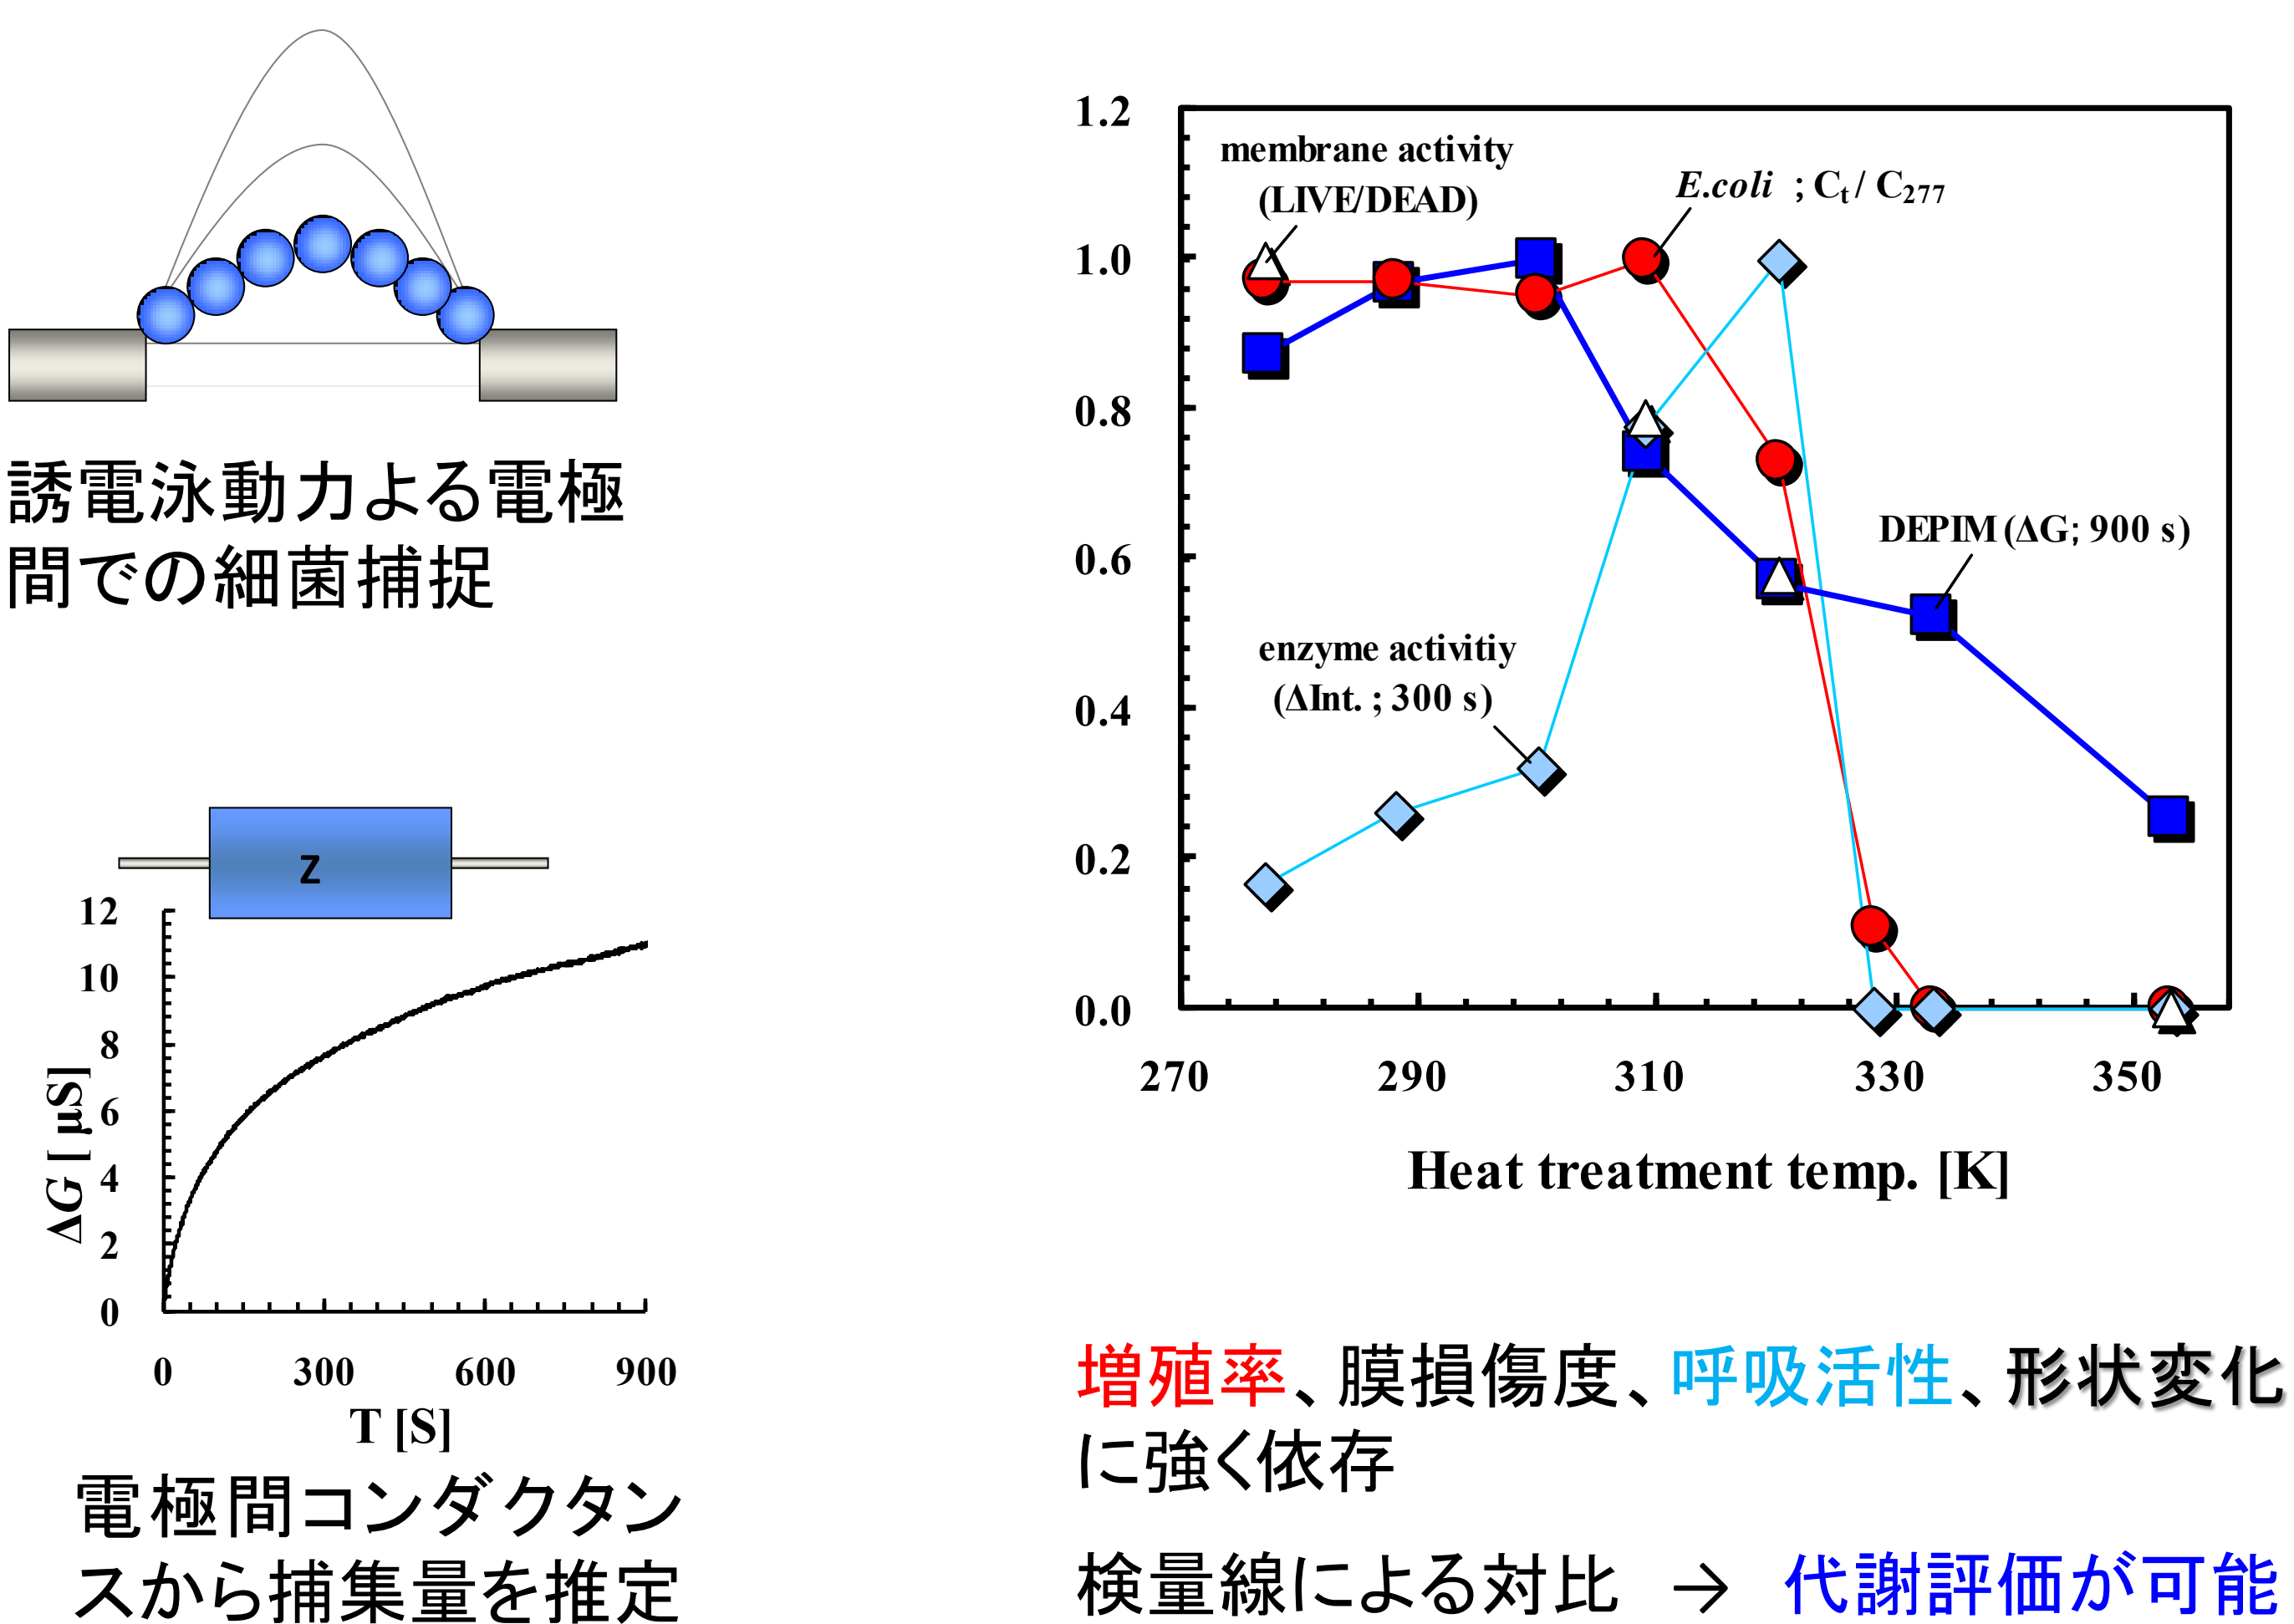 誘電泳動力よる電極
間での細菌捕捉
Z
12
10
8
6
4
2
0
ΔG [ μS]
0 300 600 900
T [S]
電極間コンダクタン
スから捕集量を推定
1.2
1.0
0.8
0.6
0.4
0.2
0.0
membrane activity
(LIVE/DEAD)
E.coli ; Ct / C277
DEPIM (ΔG; 900 s)
enzyme activitiy
(ΔInt. ; 300 s)
270 290 310 330 350
Heat treatment temp. [K]
増殖率、膜損傷度、呼吸活性、形状変化
に強く依存
検量線による対比 → 代謝評価が可能